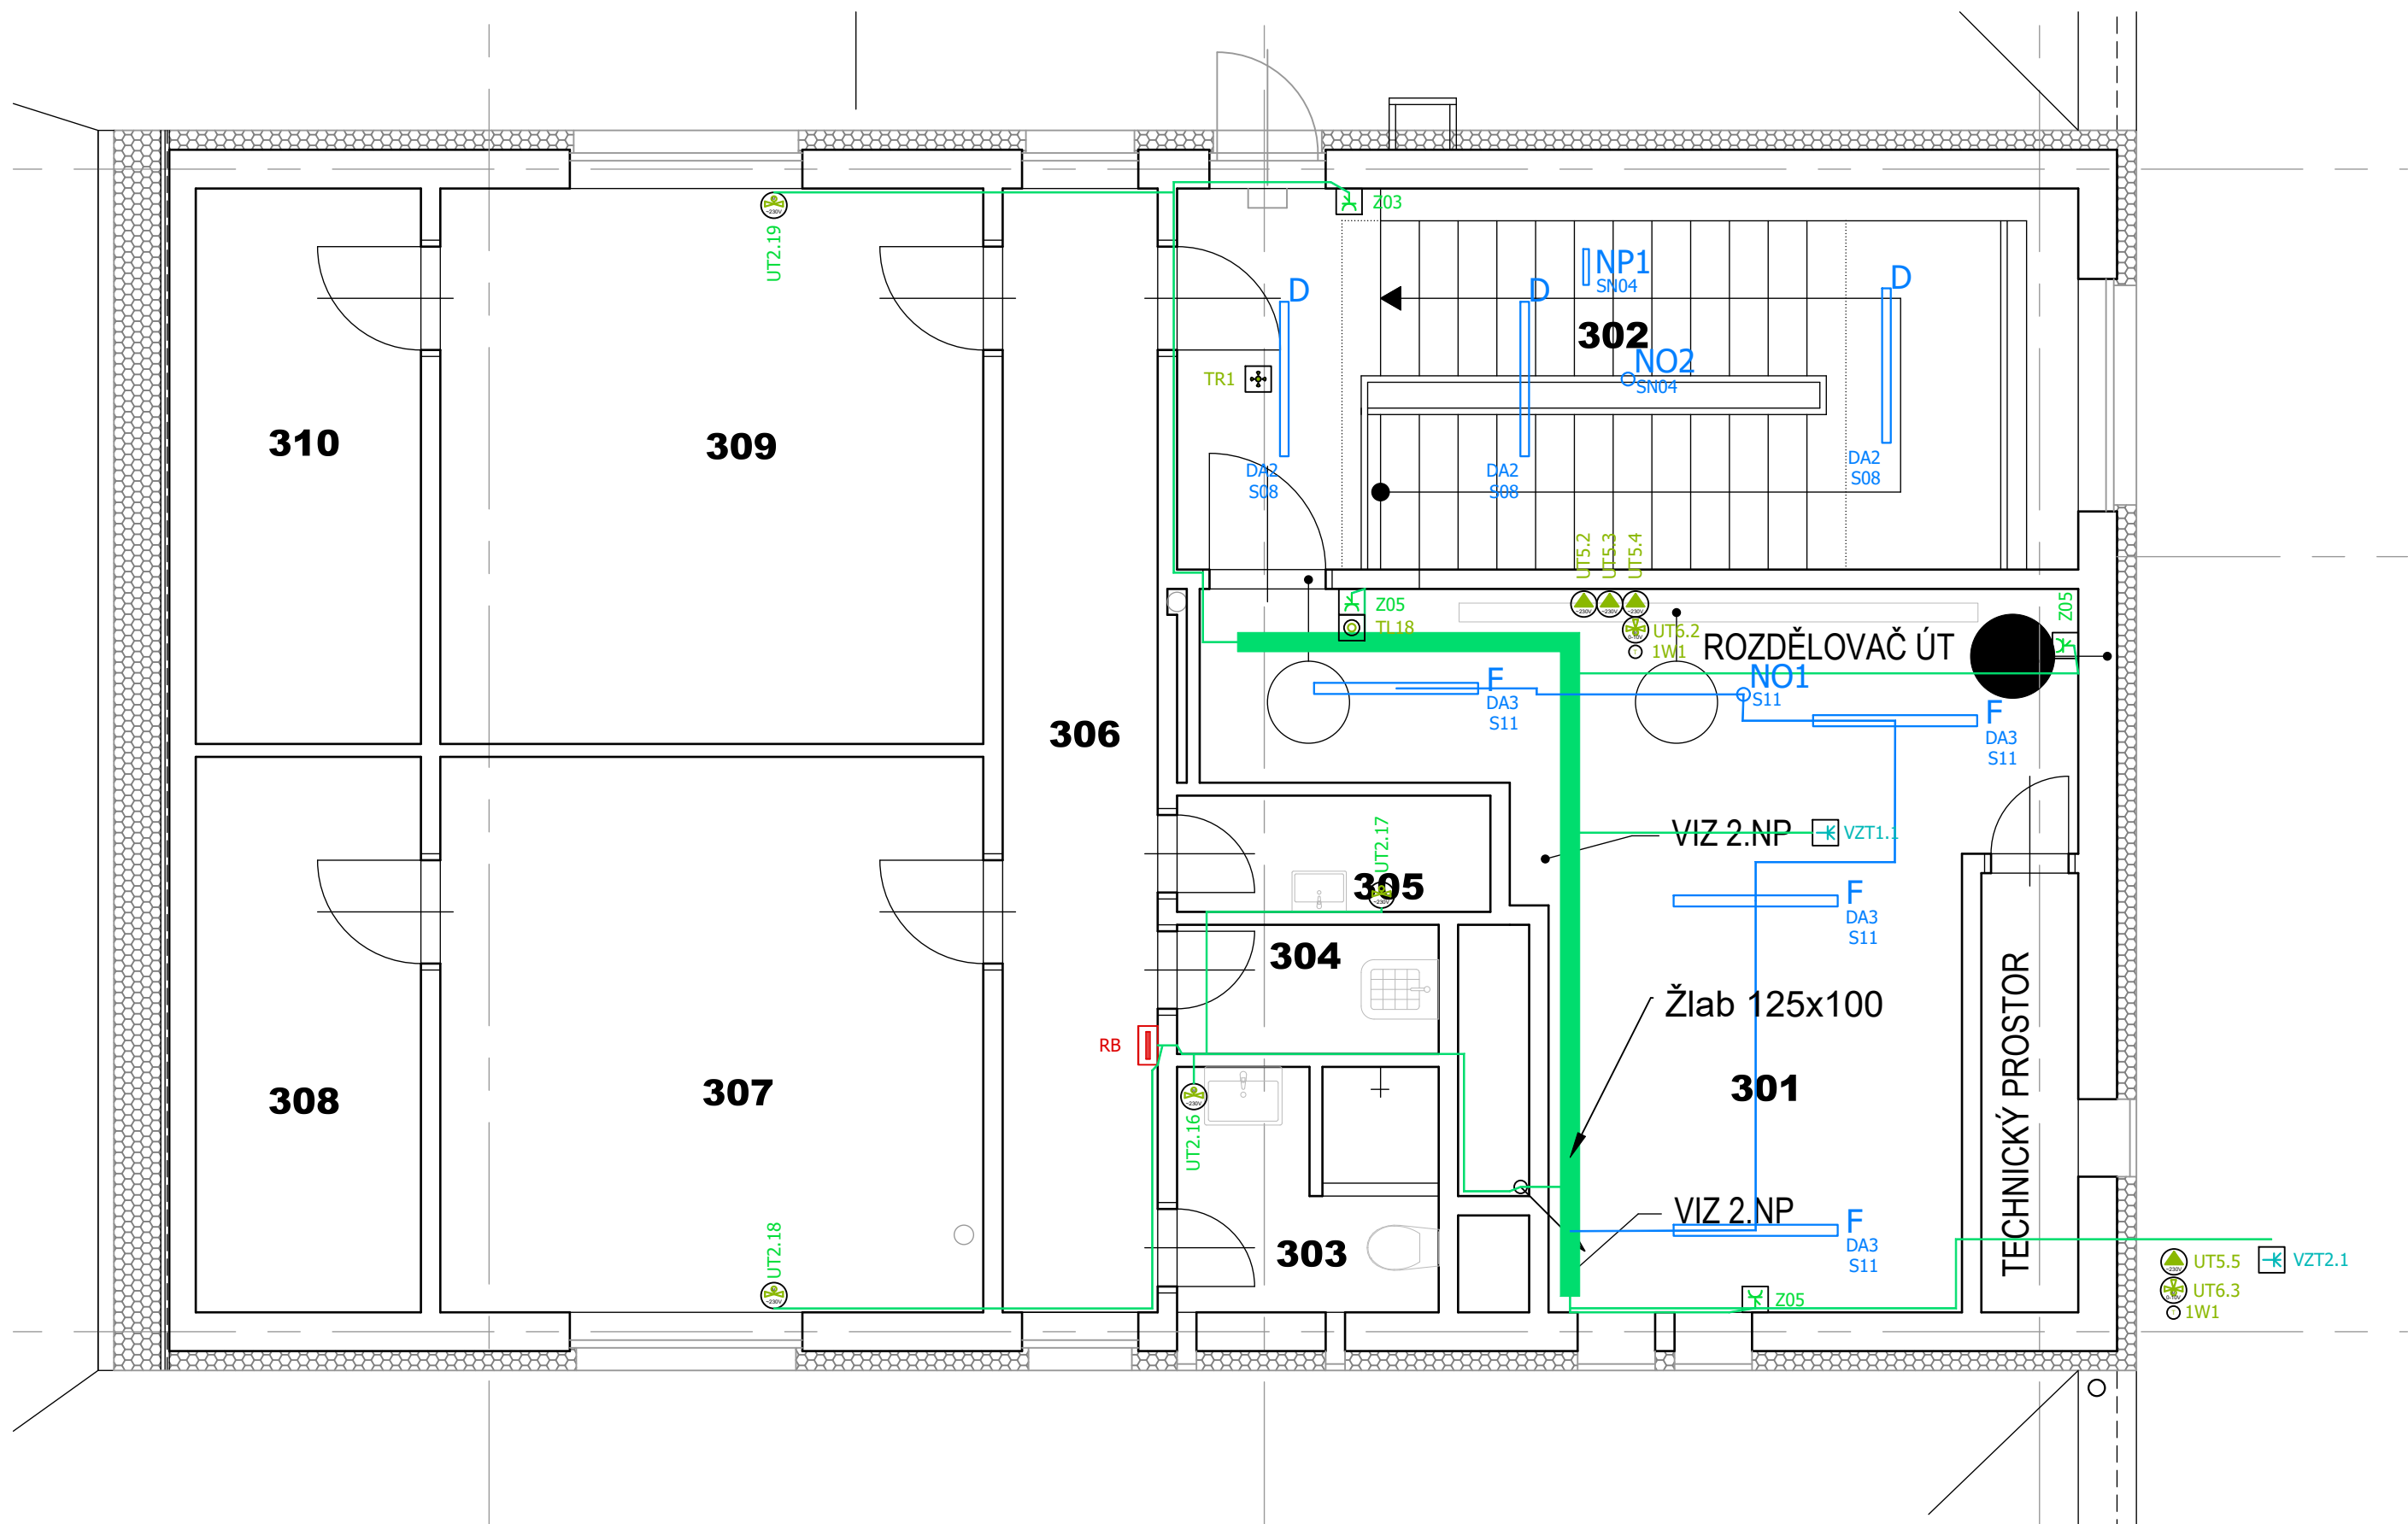 Z03
UT2.19
NP1
SN04
D
D
D
302
NO2
SN04
TR1
310
309
DA2
S08
DA2
S08
DA2
S08
UT5.2
UT5.3
UT5.4
Z05
TL18
UT6.2
1W1
ROZDĚLOVAČ ÚT
Z05
F
DA3
S11
NO1
S11
F
DA3
S11
306
VIZ 2.NP
VZT1.1
UT2.17
305
F
DA3
S11
304
Žlab 125x100
TECHNICKÝ PROSTOR
RB
308
307
301
UT2.16
VIZ 2.NP
F
DA3
S11
303
UT2.18
Z05
UT5.5
VZT2.1
UT6.3
1W1